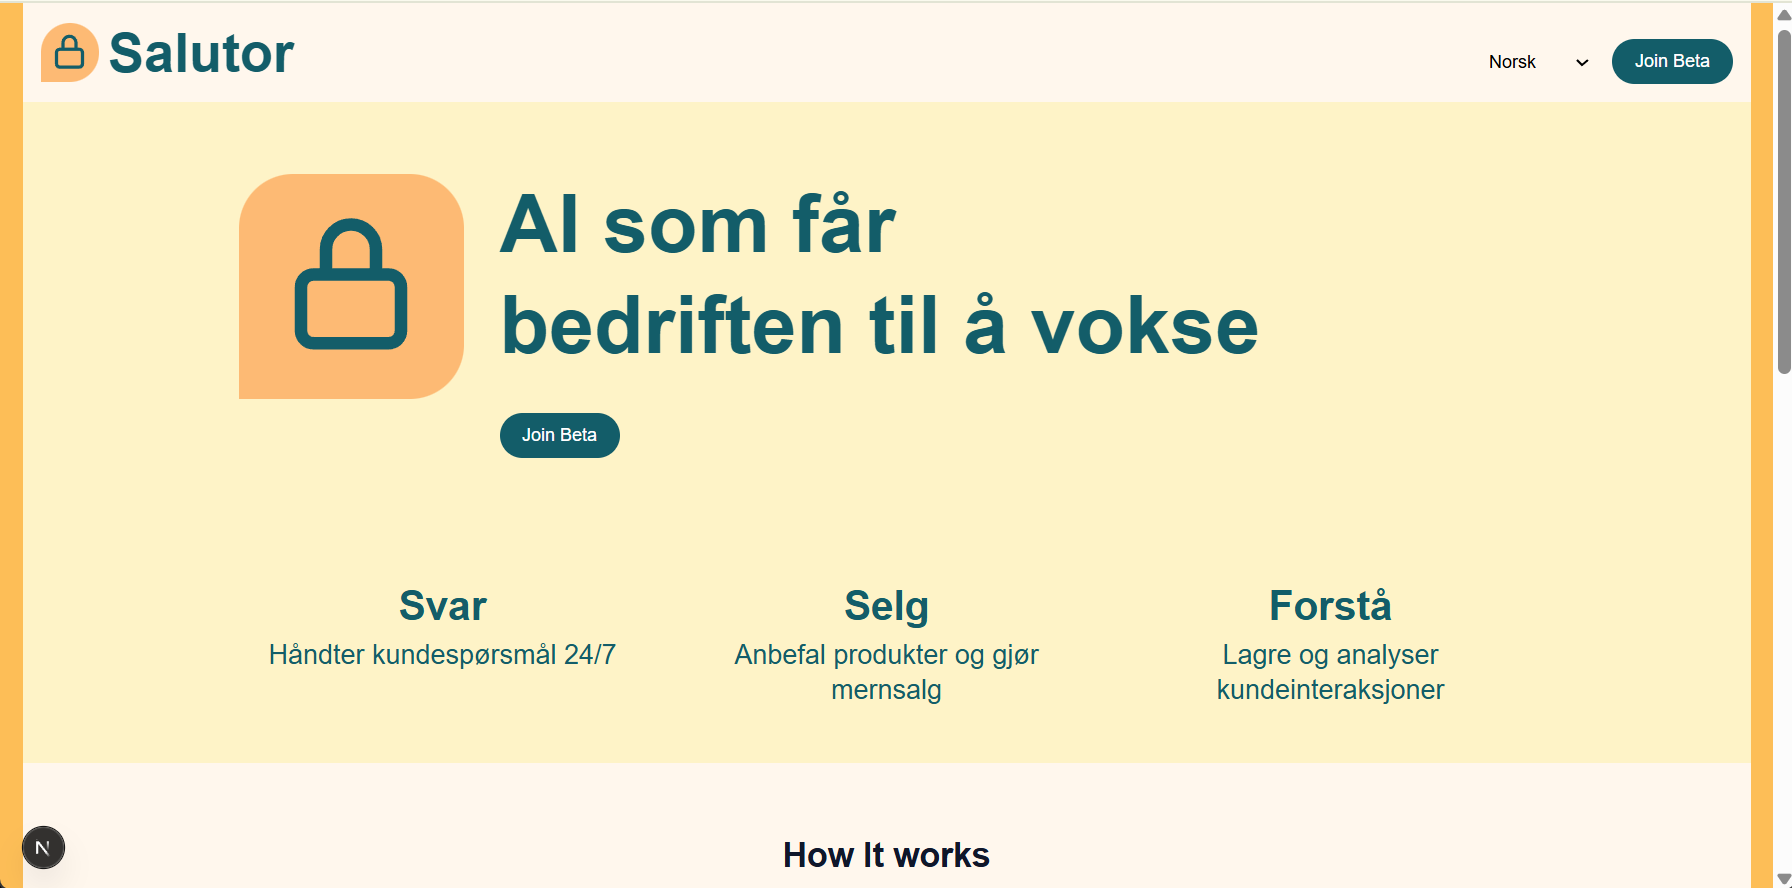 Salutor
Norsk
Join Beta
AI som får
bedriften til å vokse
Join Beta
Svar
Håndter kundespørsmål 24/7
Selg
Anbefal produkter og gjør
mernsalg
Forstå
Lagre og analyser
kundeinteraksjoner
How It works
N